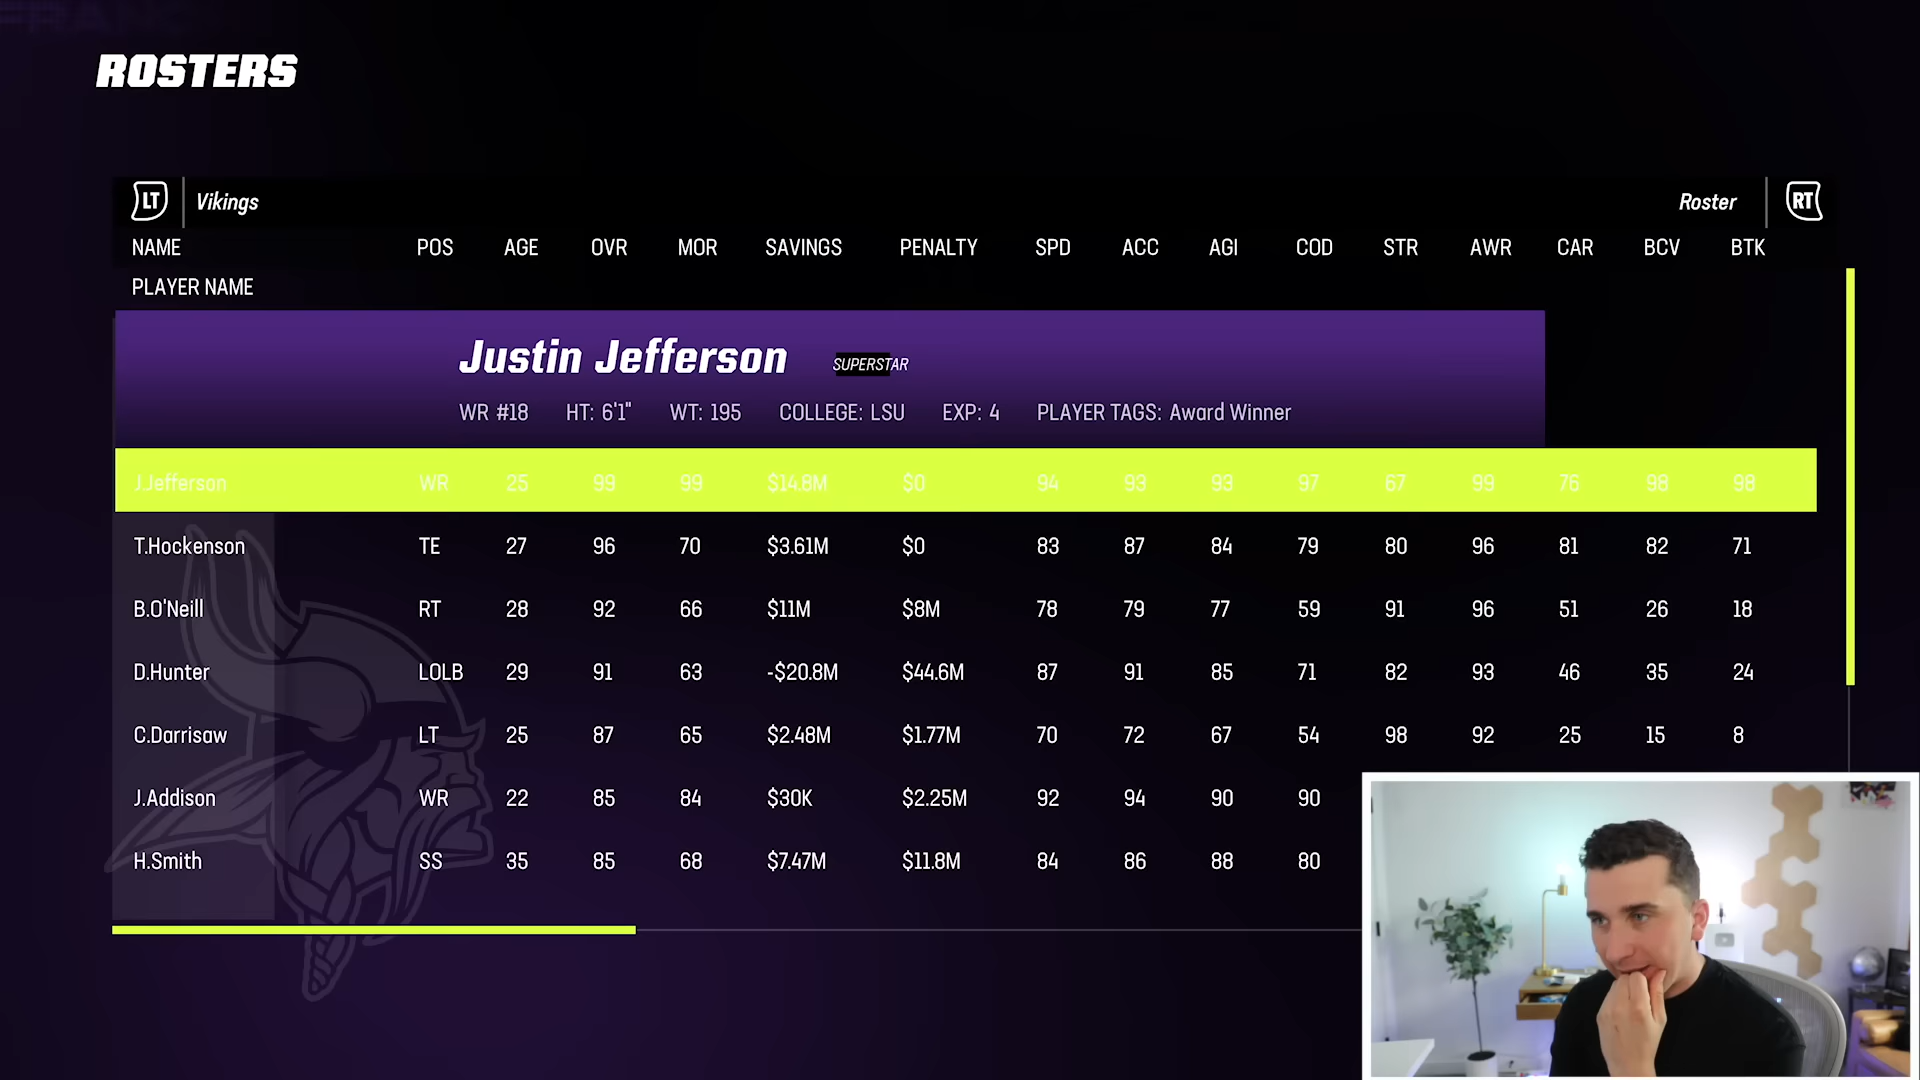 ROSTERS
LT Vikings Roster RT
NAME POS AGE OVR MOR SAVINGS PENALTY SPD ACC AGI COD STR AWR CAR BCV BTK
PLAYER NAME
Justin Jefferson SUPERSTAR
WR #18 HT: 6'1" WT: 195 COLLEGE: LSU EXP: 4 PLAYER TAGS: Award Winner
J.Jefferson WR 25 99 99 $14.8M $0 94 93 93 97 67 99 76 98 98
T.Hockenson TE 27 96 70 $3.61M $0 83 87 84 79 80 96 81 82 71
B.O'Neill RT 28 92 66 $11M $8M 78 79 77 59 91 96 51 26 18
D.Hunter LOLB 29 91 63 -$20.8M $44.6M 87 91 85 71 82 93 46 35 24
C.Darrisaw LT 25 87 65 $2.48M $1.77M 70 72 67 54 98 92 25 15 8
J.Addison WR 22 85 84 $30K $2.25M 92 94 90 90
H.Smith SS 35 85 68 $7.47M $11.8M 84 86 88 80